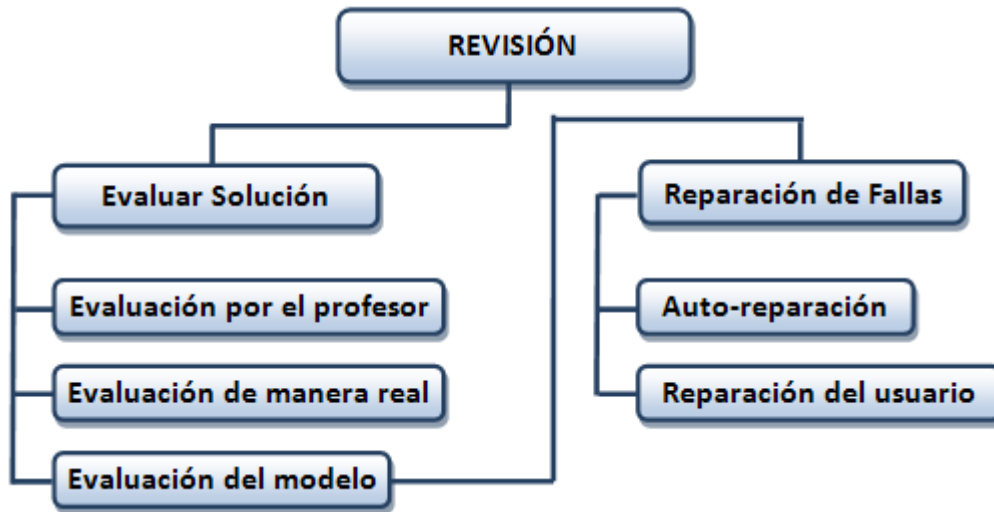 REVISIÓN
Evaluar Solución
Evaluación por el profesor
Evaluación de manera real
Evaluación del modelo
Reparación de Fallas
Auto-reparación
Reparación del usuario